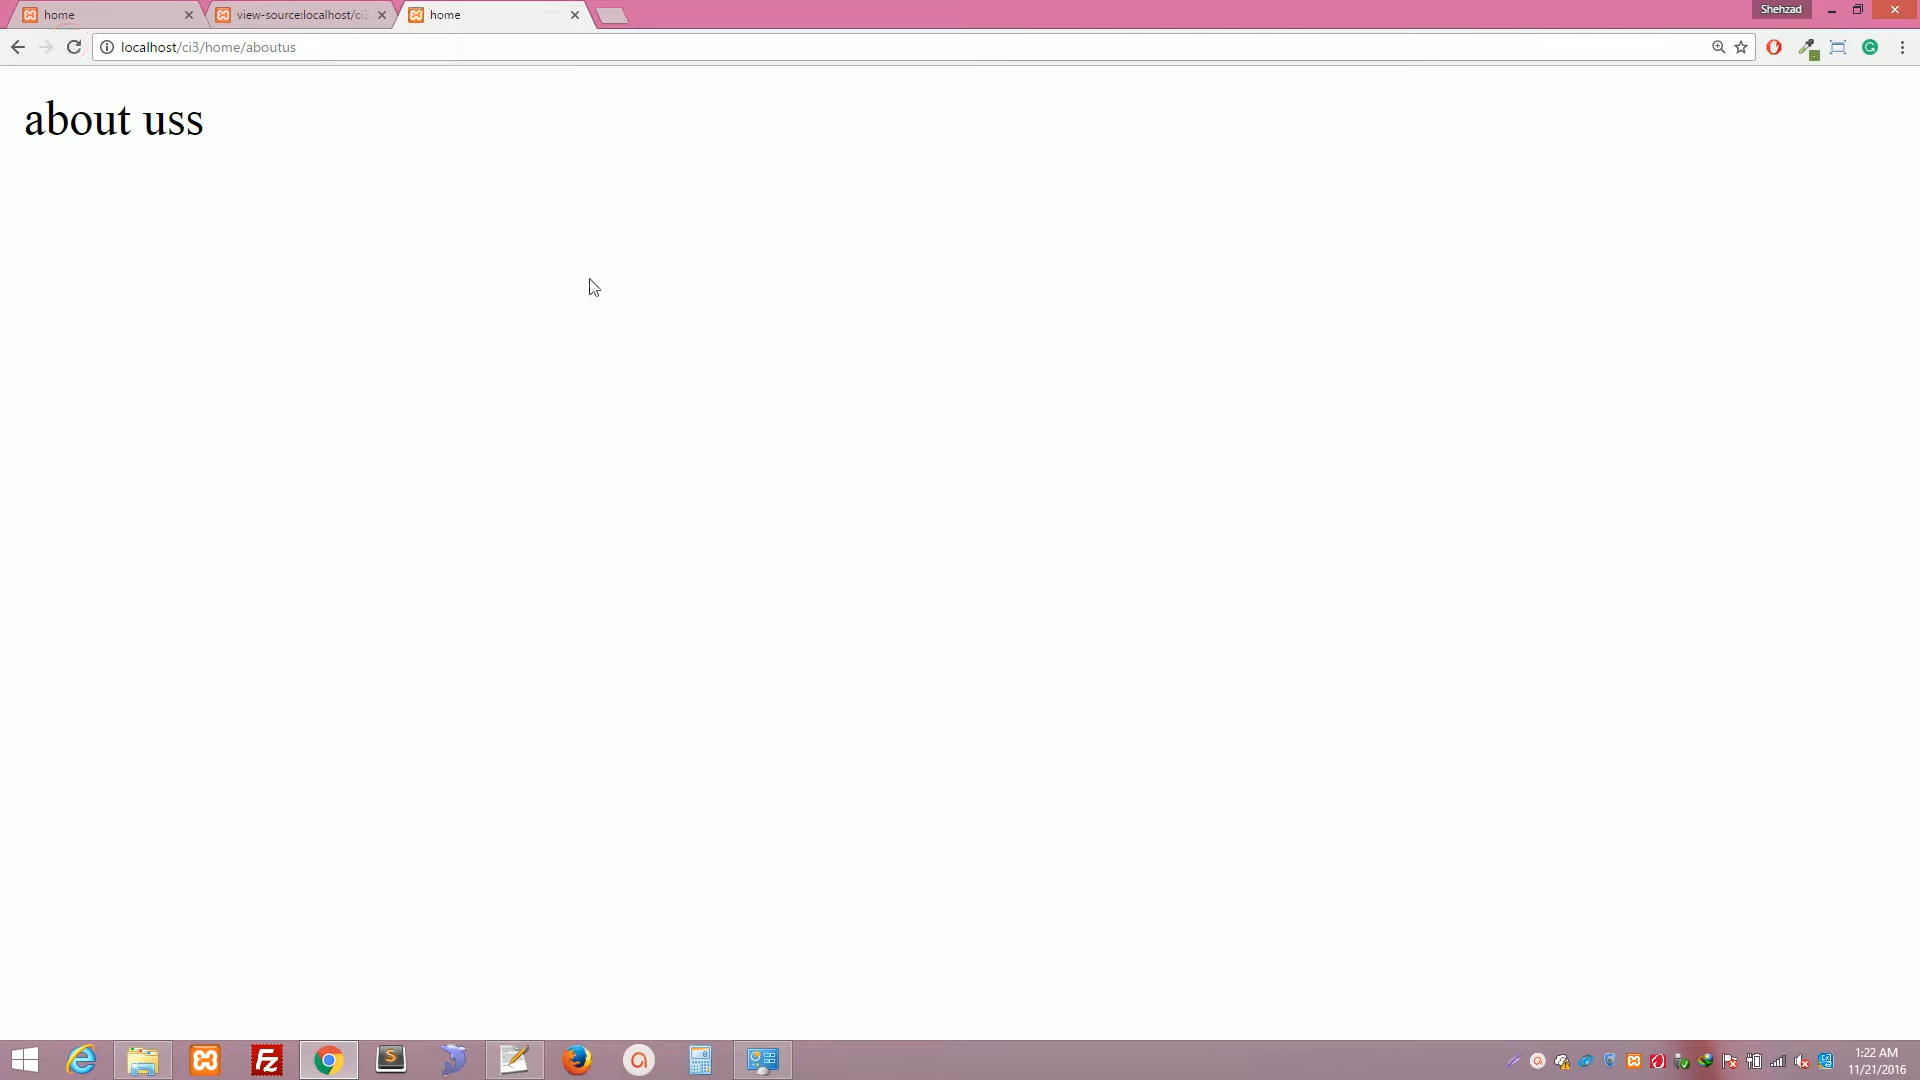 home
view-source:localhost/ci3
home
Shehzad
localhost/ci3/home/aboutus
about uss
1:22 AM
11/21/2016